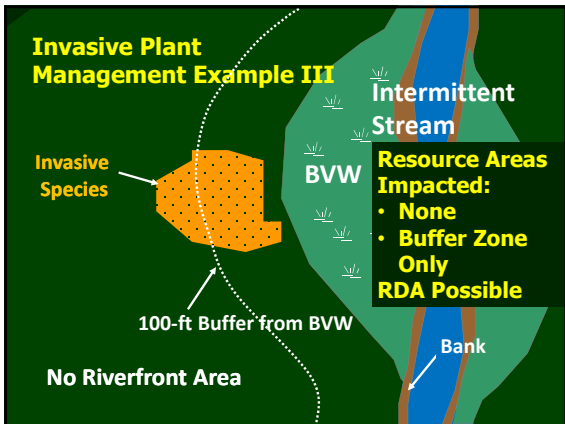 Invasive Plant
Management Example III
Intermittent
Stream
Invasive
Species
BVW
Resource Areas
Impacted:
• None
• Buffer Zone
Only
RDA Possible
100-ft Buffer from BVW
Bank
No Riverfront Area